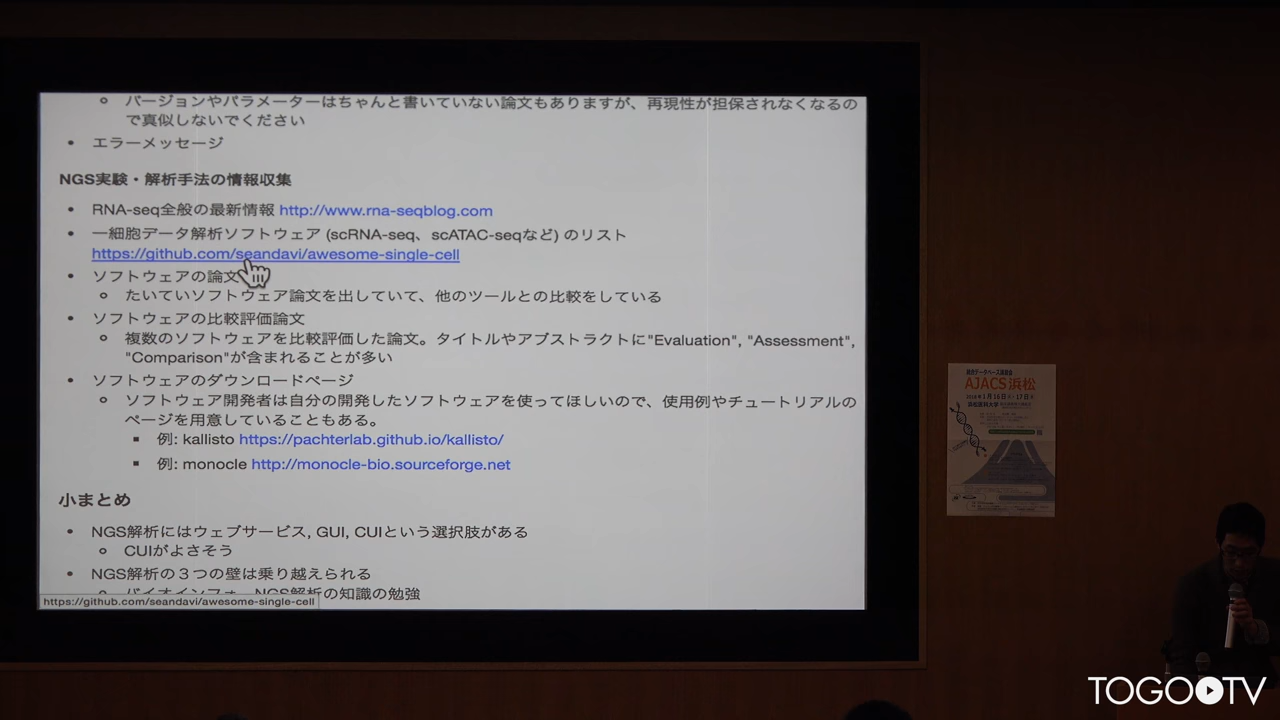 バージョンやパラメーターはちゃんと書いていない論文もありますが、再現性が担保されなくなるの
で真似しないでください
エラーメッセージ
NGS実験・解析手法の情報収集
RNA-seq全般の最新情報 http://www.rna-seqblog.com
一細胞データ解析ソフトウェア (scRNA-seq、scATAC-seqなど) のリスト
https://github.com/seandavi/awesome-single-cell
ソフトウェアの論文
たいていソフトウェア論文を出していて、他のツールとの比較をしている
ソフトウェアの比較評価論文
複数のソフトウェアを比較評価した論文。タイトルやアブストラクトに"Evaluation", "Assessment",
"Comparison"が含まれることが多い
ソフトウェアのダウンロードページ
ソフトウェア開発者は自分の開発したソフトウェアを使ってほしいので、使用例やチュートリアルの
ページを用意していることもある。
例: kallisto https://pachterlab.github.io/kallisto/
例: monocle http://monocle-bio.sourceforge.net
小まとめ
NGS解析にはウェブサービス, GUI, CUIという選択肢がある
CUIがよさそう
NGS解析の３つの壁は乗り越えられる
バイオインフォ、NGS解析の知識の勉強
https://github.com/seandavi/awesome-single-cell
AJACS浜松
TOGOTV